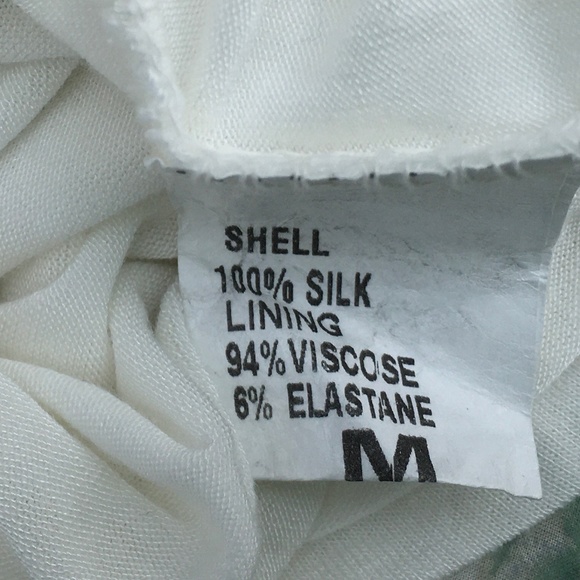 SHELL
100% SILK
LINING
94% VISCOSE
6% ELASTANE
M